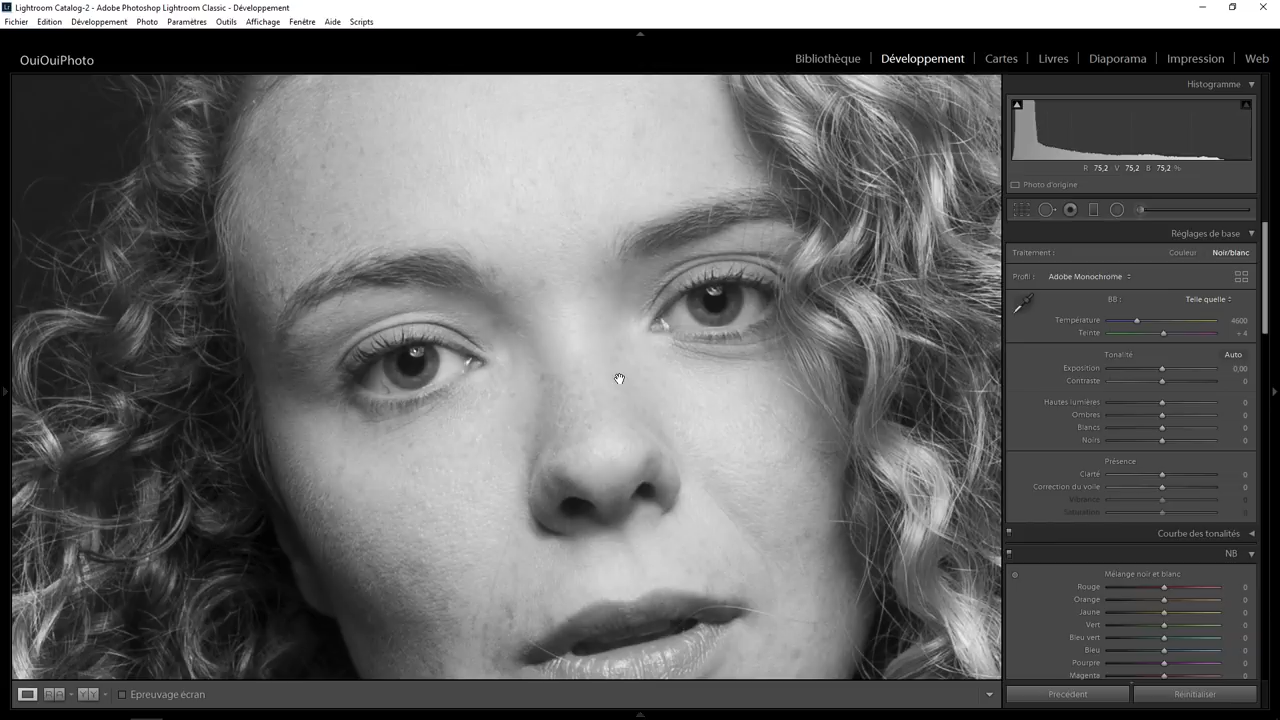 Lightroom Catalog-2 - Adobe Photoshop Lightroom Classic - Développement
Fichier Edition Développement Photo Paramètres Outils Affichage Fenêtre Aide Scripts
OuiOuiPhoto
Bibliothèque | Développement | Cartes | Livres | Diaporama | Impression | Web
Histogramme
R 75,2 V 75,2 B 75,2 %
Photo d'origine
Réglages de base
Traitement : Couleur Noir/blanc
Profil : Adobe Monochrome
BB : Telle quelle
Température 4600
Teinte + 4
Tonalité Auto
Exposition 0,00
Contraste 0
Hautes lumières 0
Ombres 0
Blancs 0
Noirs 0
Présence
Clarté 0
Correction du voile 0
Vibrance 0
Saturation 0
Courbe des tonalités
NB
Mélange noir et blanc
Rouge 0
Orange 0
Jaune 0
Vert 0
Bleu vert 0
Bleu 0
Pourpre 0
Magenta 0
Epreuvage écran
Précédent Réinitialiser